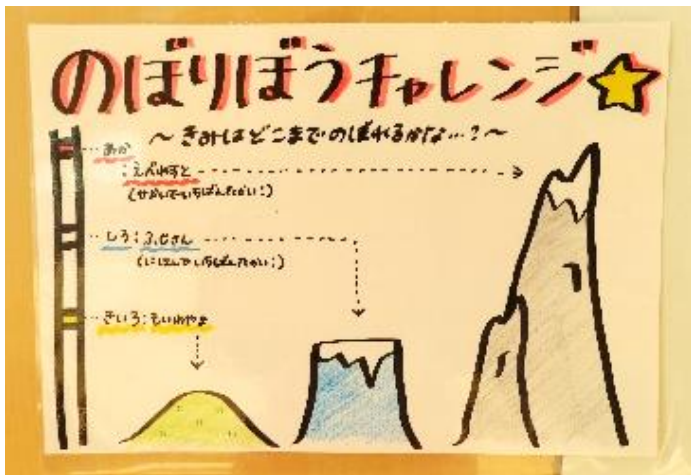 のぼりぼうチャレンジ
～きみはどこまでのぼれるかな…？～
あか
：えべれすと
(せかいでいちばんたかい！)
しろ：ふじさん
(にほんでいちばんたかい！)
きいろ：もいわやま